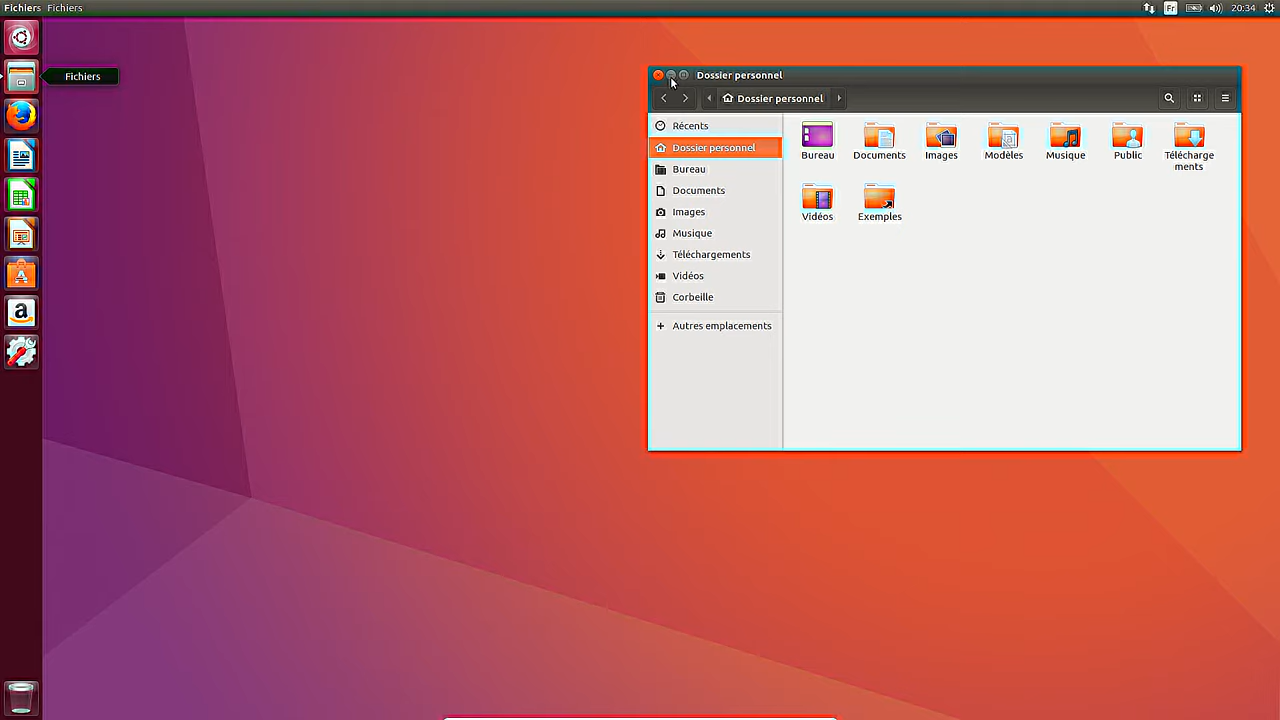 Fichiers Fichiers
Fr 20:34
Fichiers
Dossier personnel
Dossier personnel
Récents
Dossier personnel
Bureau
Documents
Images
Musique
Téléchargements
Vidéos
Corbeille
Autres emplacements
Bureau Documents Images Modèles Musique Public Télécharge
ments
Vidéos Exemples
a